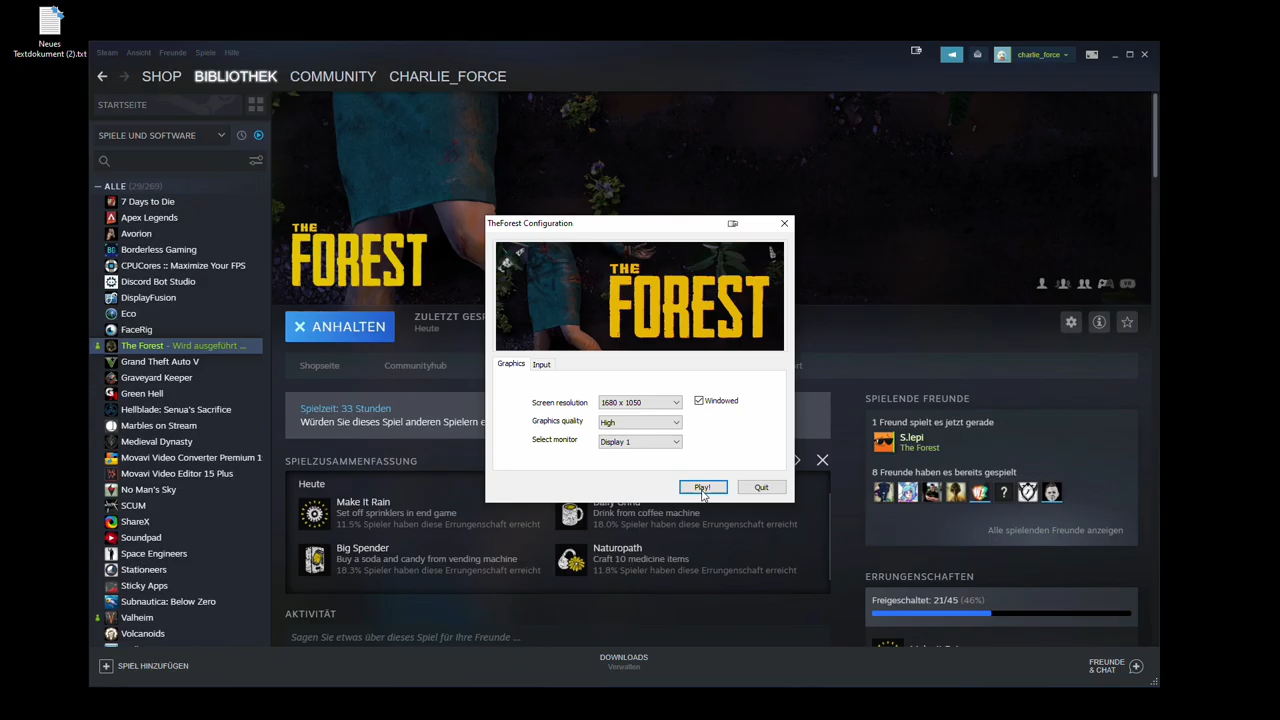 Neues
Textdokument (2).txt
Steam Ansicht Freunde Spiele Hilfe
charlie_force
SHOP BIBLIOTHEK COMMUNITY CHARLIE_FORCE
STARTSEITE
SPIELE UND SOFTWARE
ALLE (29/269)
7 Days to Die
Apex Legends
Avorion
Borderless Gaming
CPUCores :: Maximize Your FPS
Discord Bot Studio
DisplayFusion
Eco
FaceRig
The Forest – Wird ausgeführt ...
Grand Theft Auto V
Graveyard Keeper
Green Hell
Hellblade: Senua's Sacrifice
Marbles on Stream
Medieval Dynasty
Movavi Video Converter Premium 1
Movavi Video Editor 15 Plus
No Man's Sky
SCUM
ShareX
Soundpad
Space Engineers
Stationeers
Sticky Apps
Subnautica: Below Zero
Valheim
Volcanoids
SPIEL HINZUFÜGEN
THE
FOREST
ANHALTEN
ZULETZT GESP
Heute
Shopseite Communityhub
Spielzeit: 33 Stunden
Würden Sie dieses Spiel anderen Spielern e
SPIELZUSAMMENFASSUNG
Heute
Make It Rain
Set off sprinklers in end game
11.5% Spieler haben diese Errungenschaft erreicht
Daily Grind
Drink from coffee machine
18.0% Spieler haben diese Errungenschaft erreicht
Big Spender
Buy a soda and candy from vending machine
18.3% Spieler haben diese Errungenschaft erreicht
Naturopath
Craft 10 medicine items
11.8% Spieler haben diese Errungenschaft erreicht
AKTIVITÄT
Sagen Sie etwas über dieses Spiel für Ihre Freunde ...
TheForest Configuration
THE
FOREST
Graphics Input
Screen resolution 1680 x 1050 Windowed
Graphics quality High
Select monitor Display 1
Play! Quit
SPIELENDE FREUNDE
1 Freund spielt es jetzt gerade
S.lepi
The Forest
8 Freunde haben es bereits gespielt
Alle spielenden Freunde anzeigen
ERRUNGENSCHAFTEN
Freigeschaltet: 21/45 (46%)
DOWNLOADS
Verwalten
FREUNDE
& CHAT